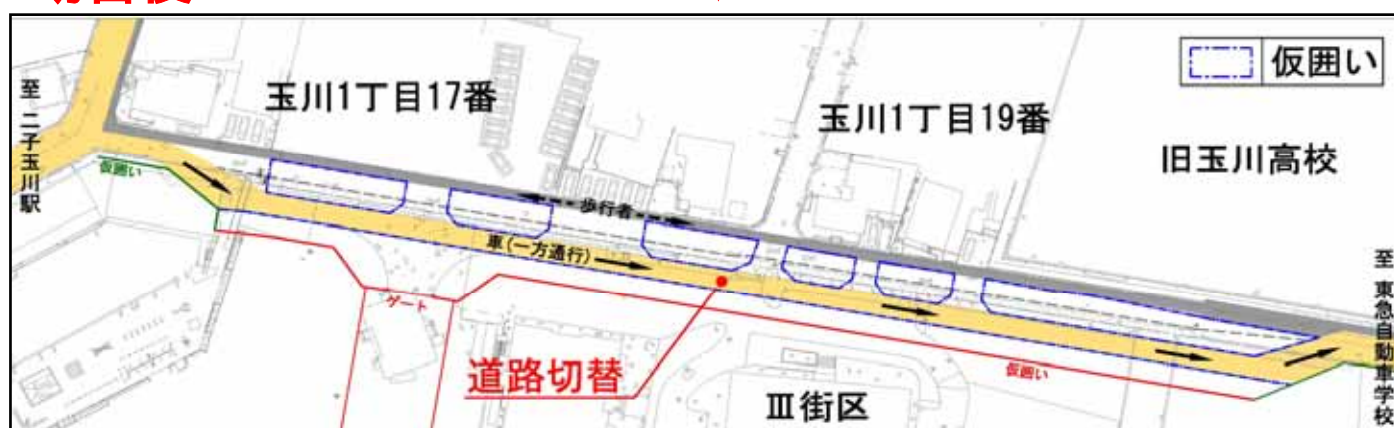 仮囲い
玉川1丁目17番
玉川1丁目19番
旧玉川高校
至 二子玉川駅
仮囲い
歩行者
車(一方通行)
ゲート
道路切替
仮囲い
Ⅲ街区
至 東急自動車学校